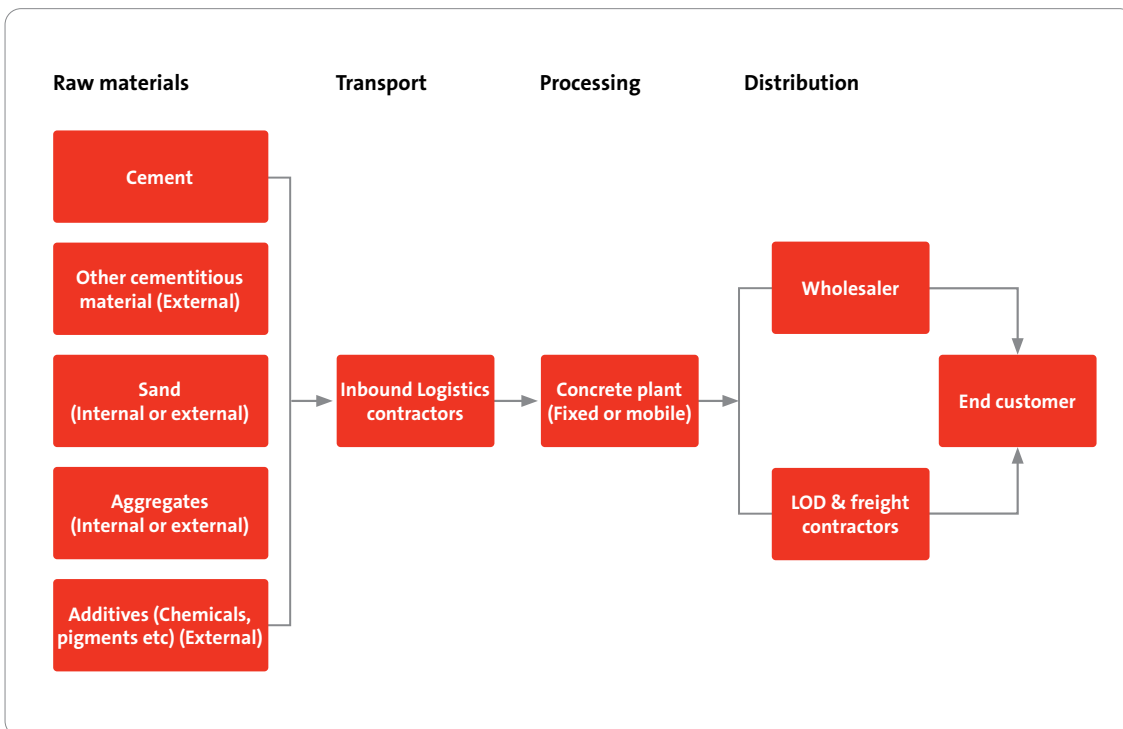 Raw materials
Transport
Processing
Distribution
Cement
Other cementitious
material (External)
Sand
(Internal or external)
Aggregates
(Internal or external)
Additives (Chemicals,
pigments etc) (External)
Inbound Logistics
contractors
Concrete plant
(Fixed or mobile)
Wholesaler
LOD & freight
contractors
End customer